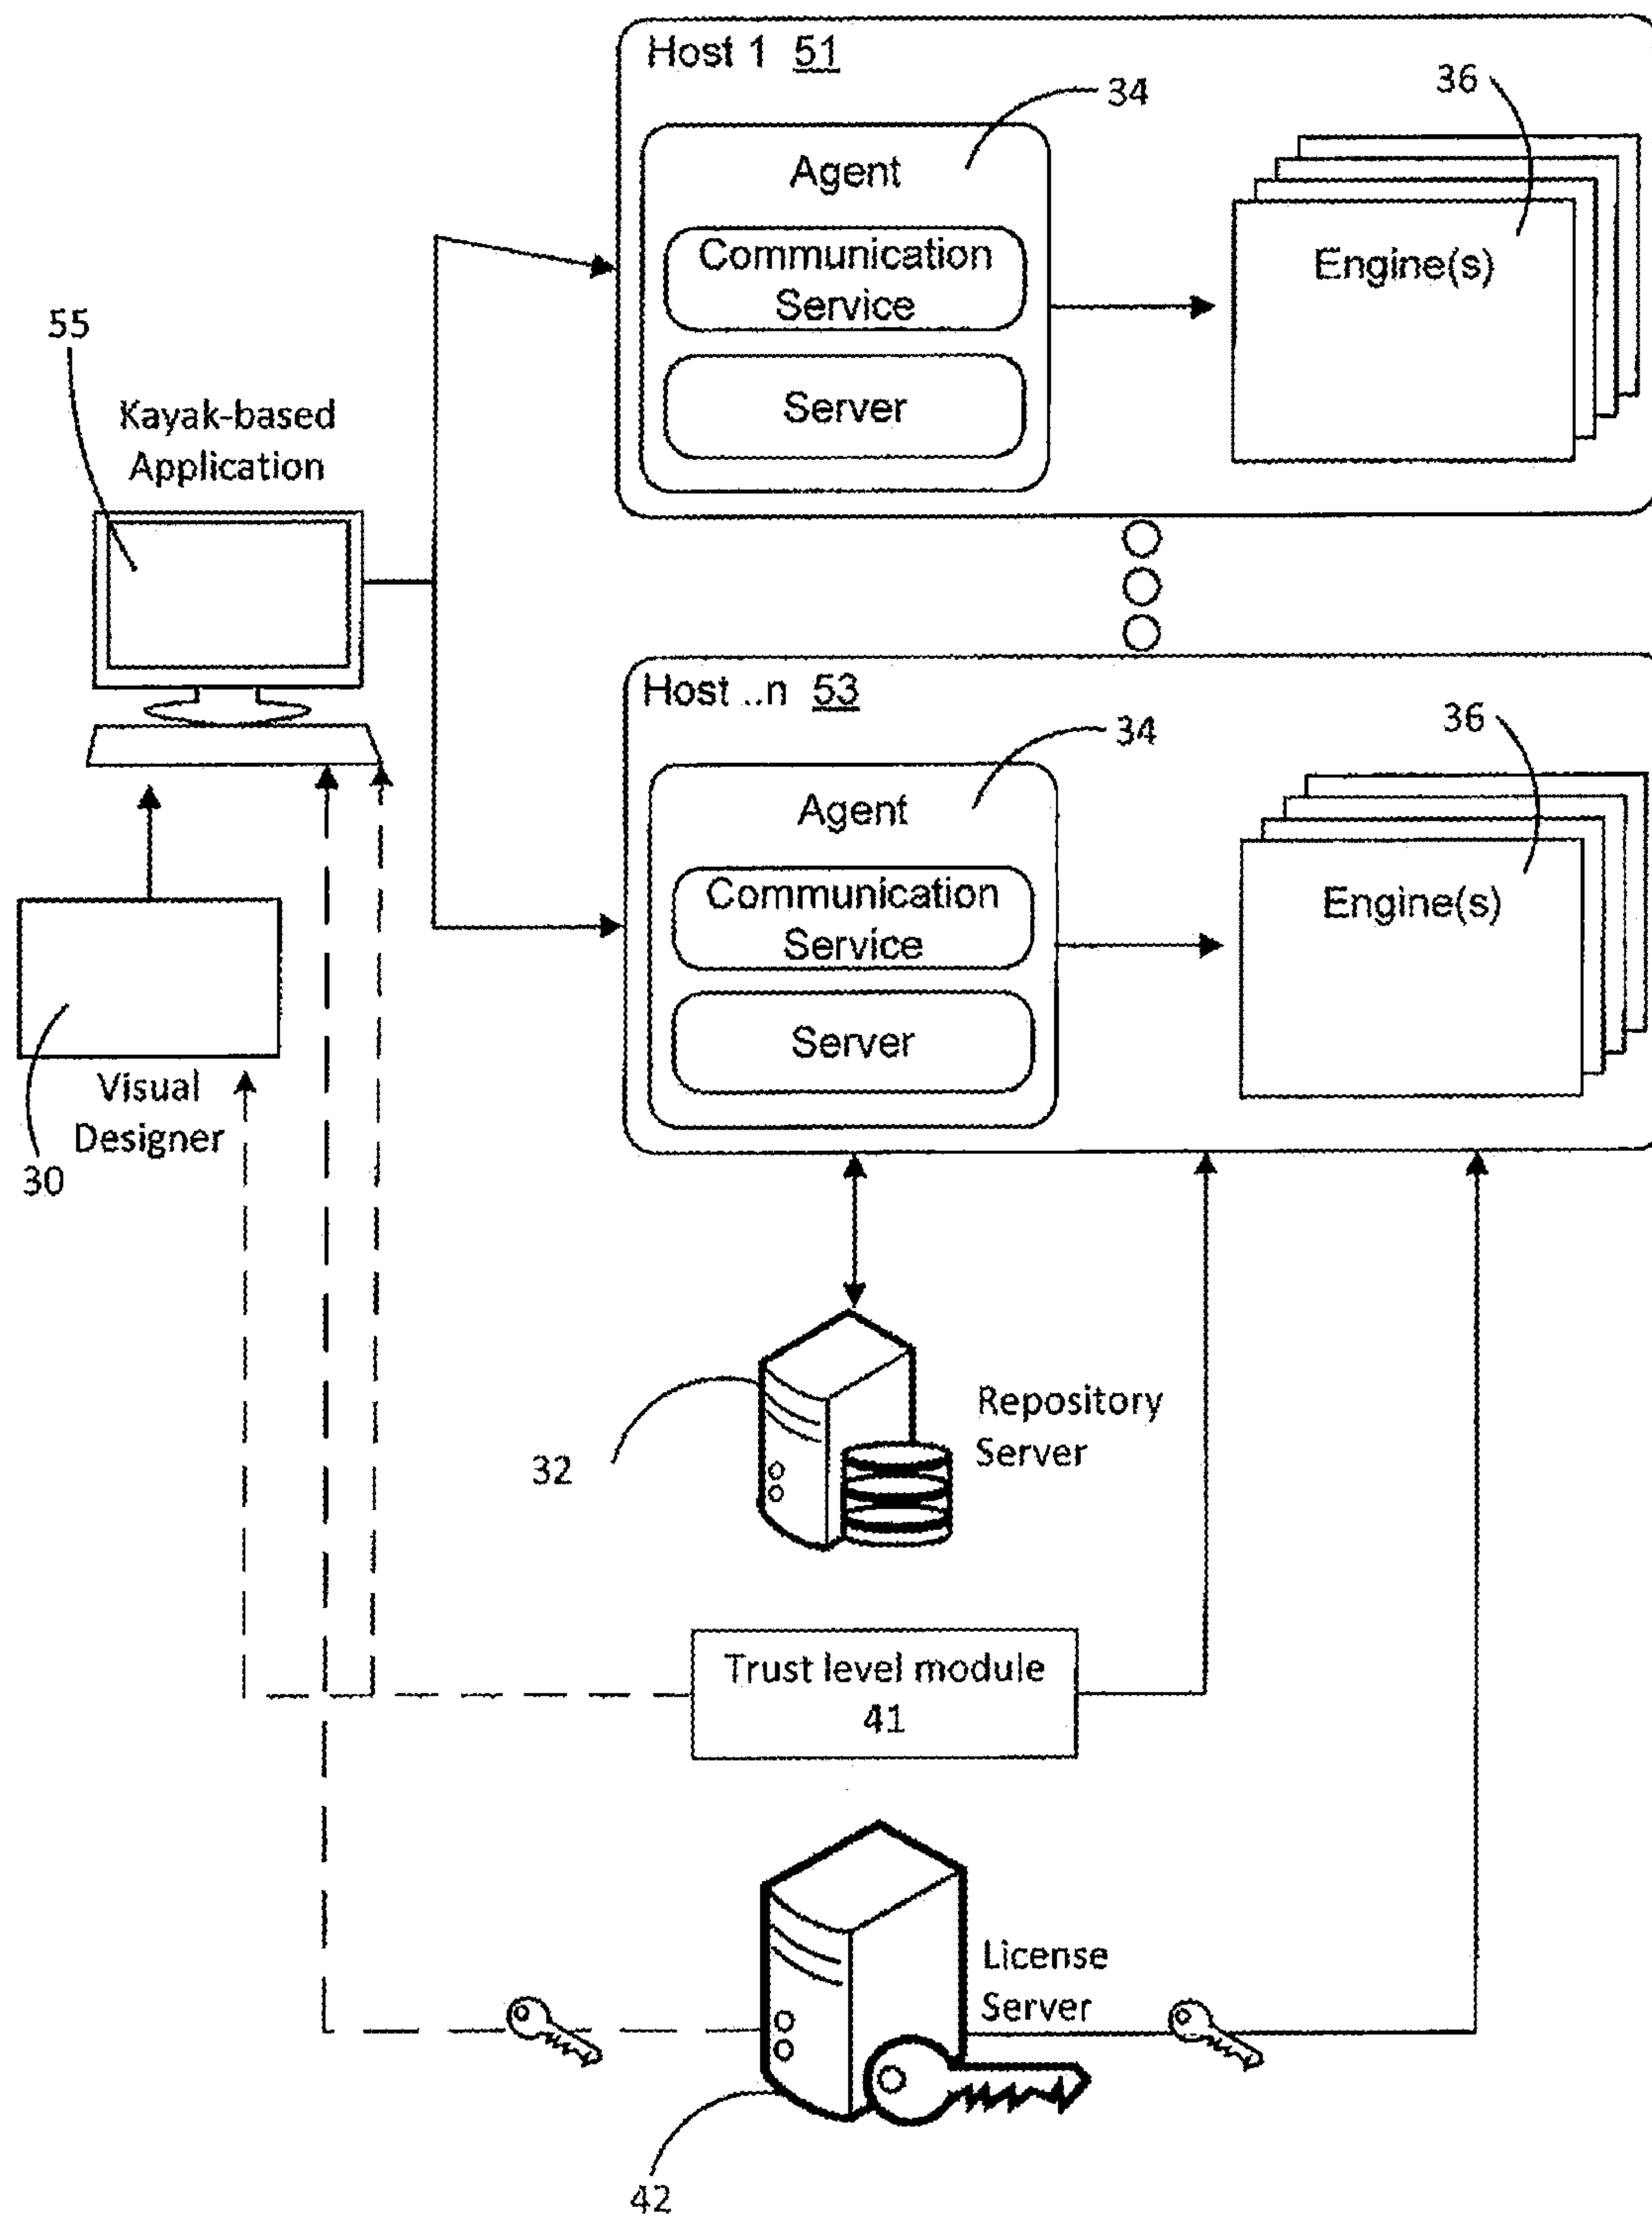 Host 1 51
34
36
Agent
Communication
Service
Engine(s)
Server
55
Kayak-based
Application
Host ..n 53
34
36
Agent
Communication
Service
Engine(s)
Server
Visual
Designer
30
32
Repository
Server
Trust level module
41
License
Server
42